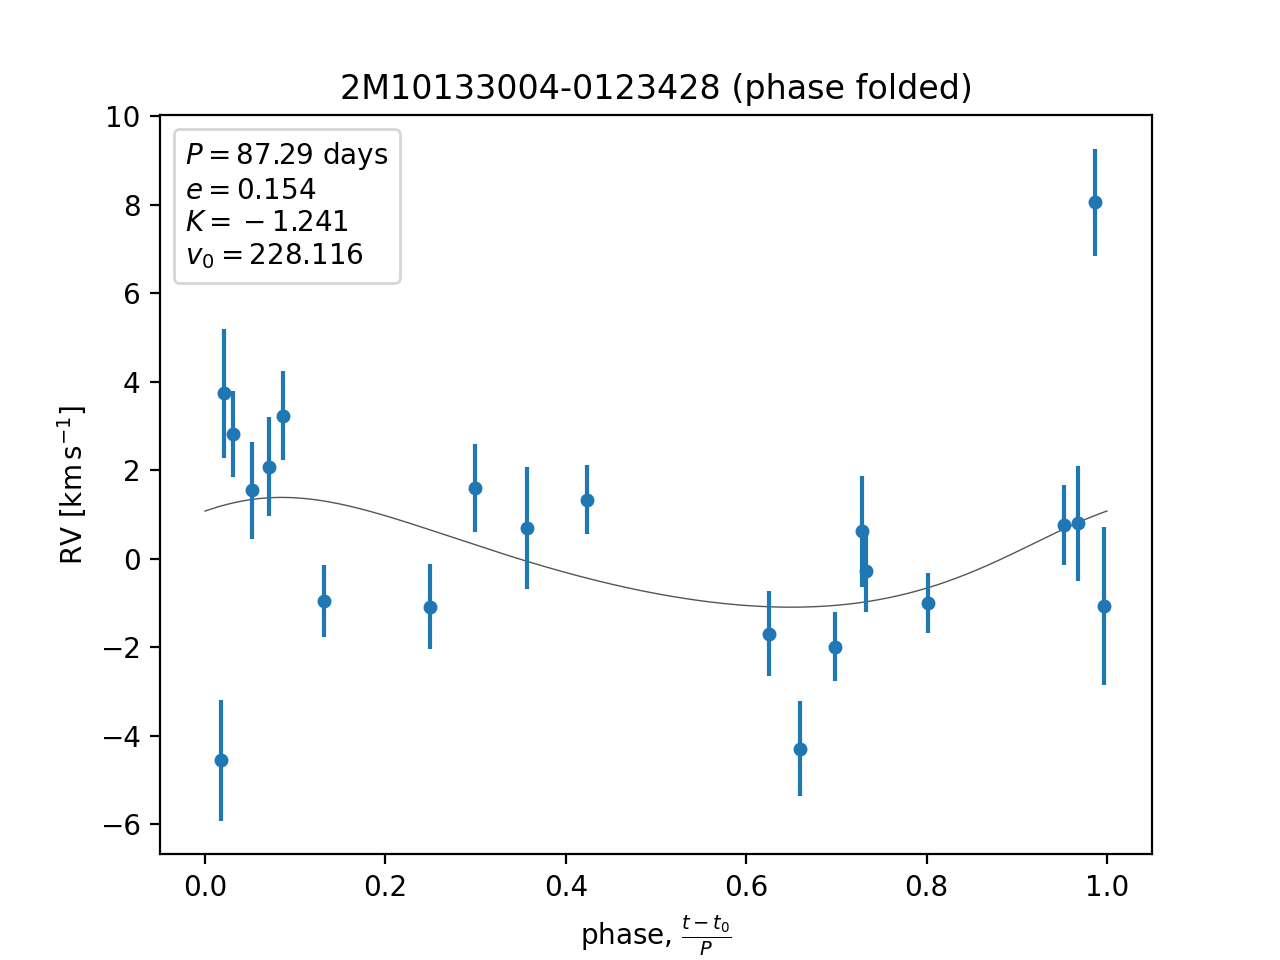 2M10133004-0123428 (phase folded)
P = 87.29 days
e = 0.154
K = −1.241
v₀ = 228.116
10
8
6
4
2
0
−2
−4
−6
RV [km s⁻¹]
0.0 0.2 0.4 0.6 0.8 1.0
phase, (t − t₀)/P